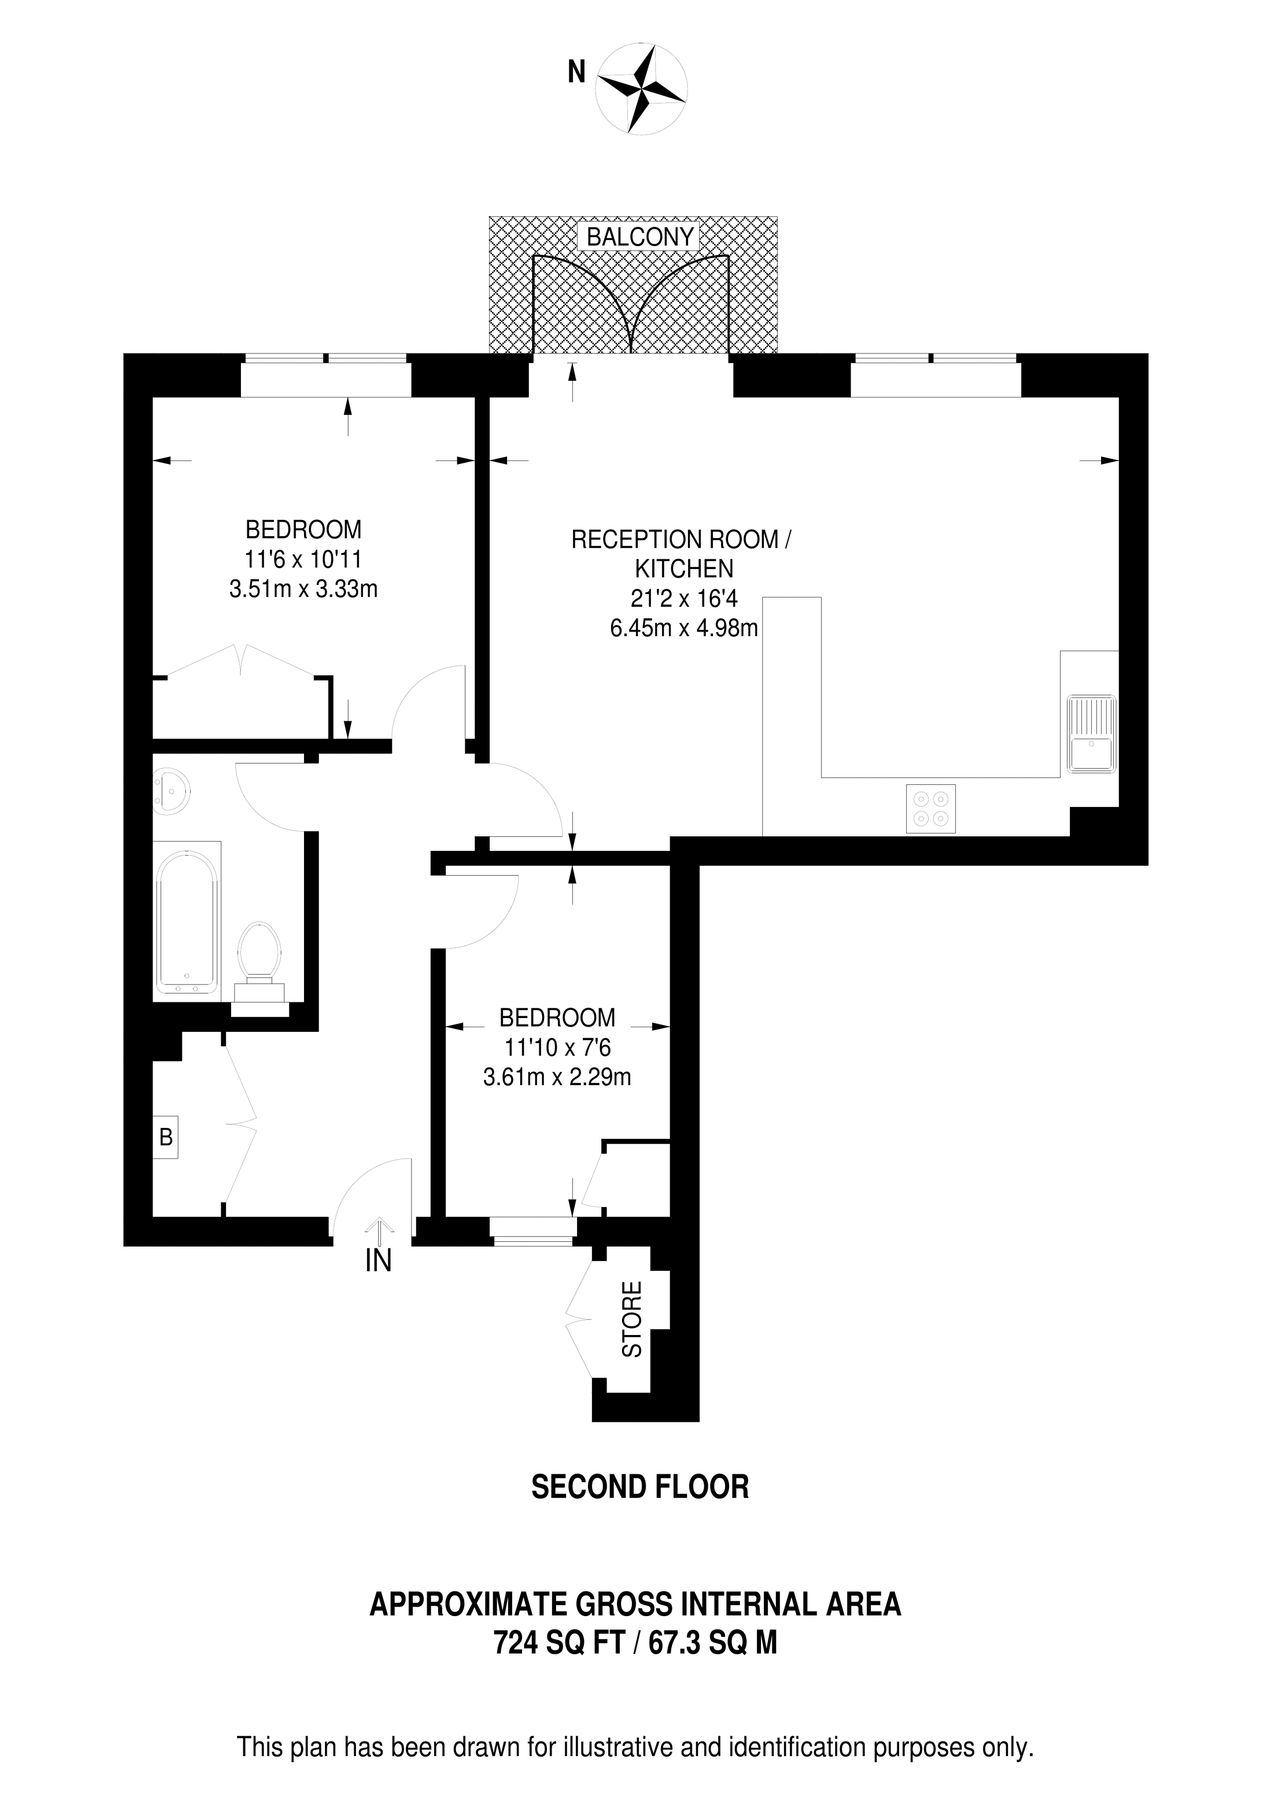 N
BALCONY
BEDROOM
11'6 x 10'11
3.51m x 3.33m
RECEPTION ROOM /
KITCHEN
21'2 x 16'4
6.45m x 4.98m
BEDROOM
11'10 x 7'6
3.61m x 2.29m
B
IN
STORE
SECOND FLOOR
APPROXIMATE GROSS INTERNAL AREA
724 SQ FT / 67.3 SQ M
This plan has been drawn for illustrative and identification purposes only.